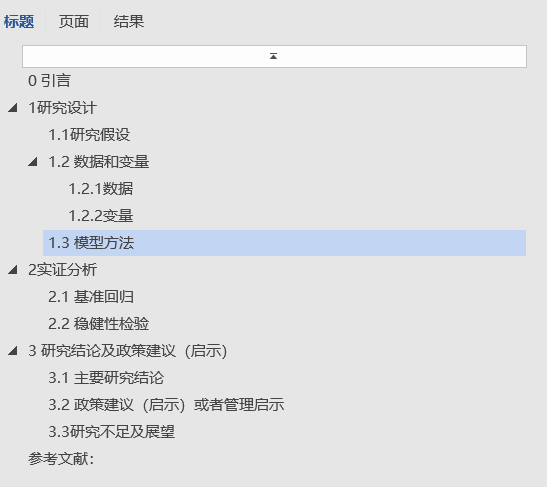 标题 页面 结果
0 引言
1研究设计
1.1研究假设
1.2 数据和变量
1.2.1数据
1.2.2变量
1.3 模型方法
2实证分析
2.1 基准回归
2.2 稳健性检验
3 研究结论及政策建议（启示）
3.1 主要研究结论
3.2 政策建议（启示）或者管理启示
3.3研究不足及展望
参考文献：